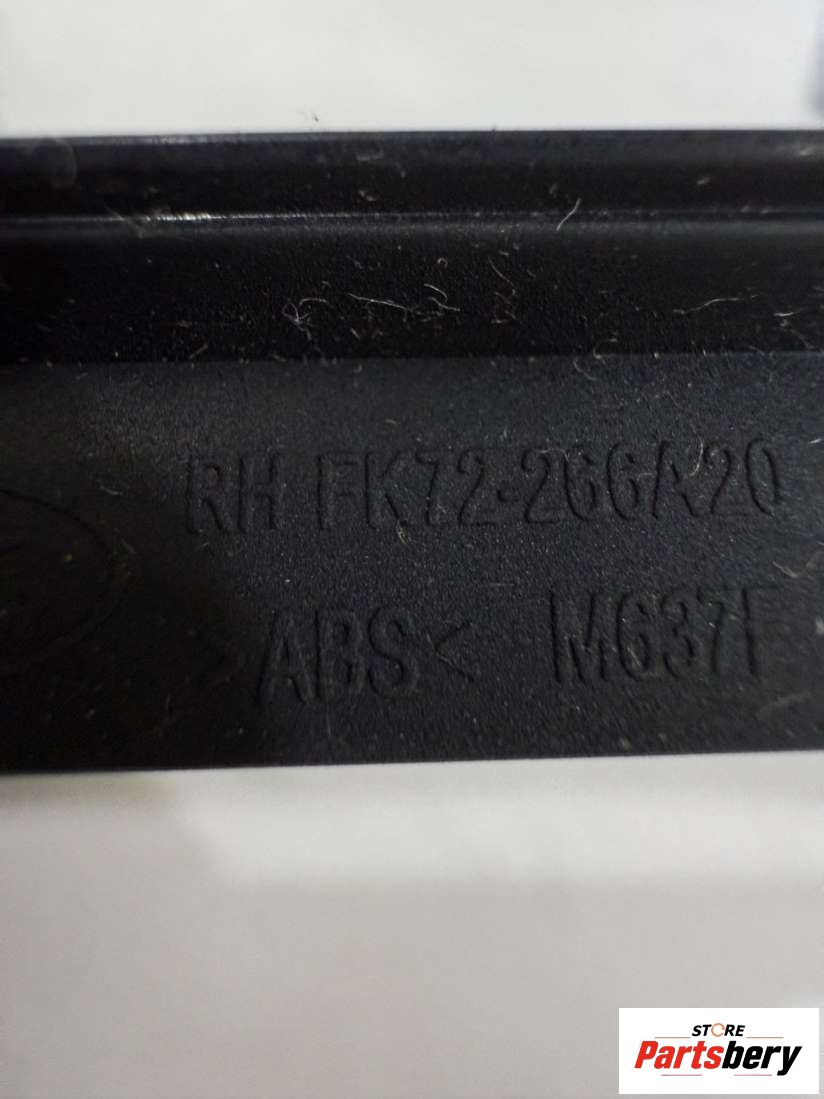 RH FK72-266A20
>ABS< M637F
STORE
Partsbery